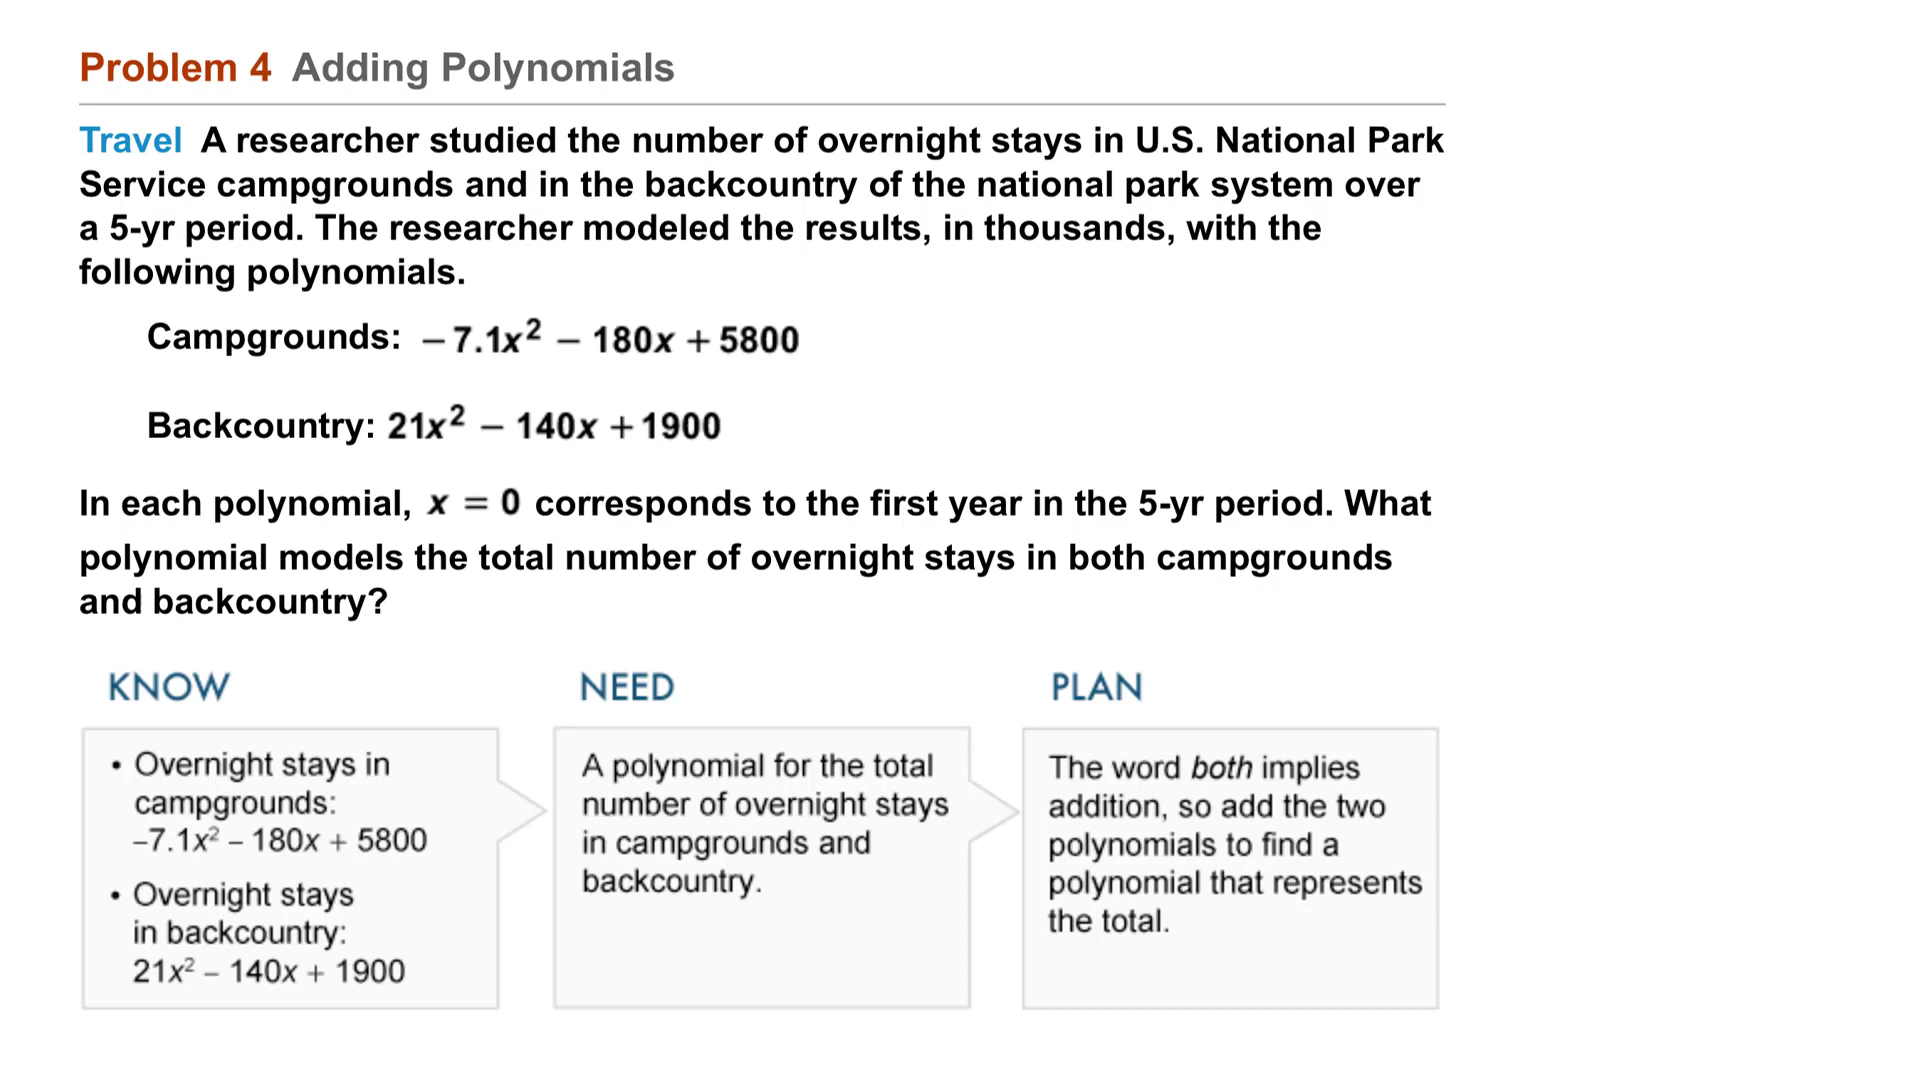 Problem 4 Adding Polynomials
Travel A researcher studied the number of overnight stays in U.S. National Park
Service campgrounds and in the backcountry of the national park system over
a 5-yr period. The researcher modeled the results, in thousands, with the
following polynomials.
Campgrounds: −7.1x² − 180x + 5800
Backcountry: 21x² − 140x + 1900
In each polynomial, x = 0 corresponds to the first year in the 5-yr period. What
polynomial models the total number of overnight stays in both campgrounds
and backcountry?
KNOW
• Overnight stays in
campgrounds:
−7.1x² − 180x + 5800
• Overnight stays
in backcountry:
21x² − 140x + 1900
NEED
A polynomial for the total
number of overnight stays
in campgrounds and
backcountry.
PLAN
The word both implies
addition, so add the two
polynomials to find a
polynomial that represents
the total.